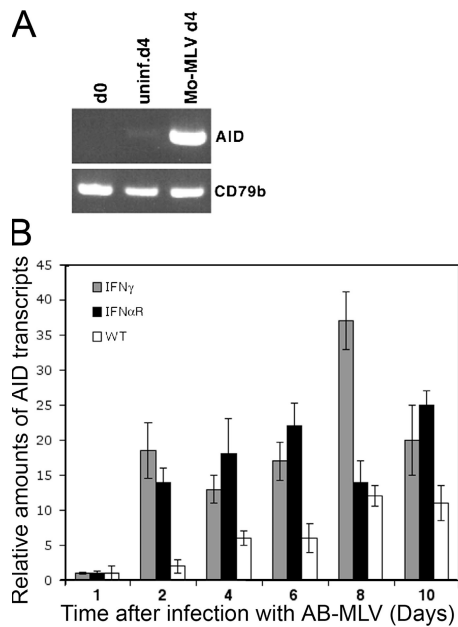 A
d0
uninf.d4
Mo-MLV d4
AID
CD79b
B
Relative amounts of AID transcripts
45
40
35
30
25
20
15
10
5
0
IFNγ
IFNαR
WT
1 2 4 6 8 10
Time after infection with AB-MLV (Days)